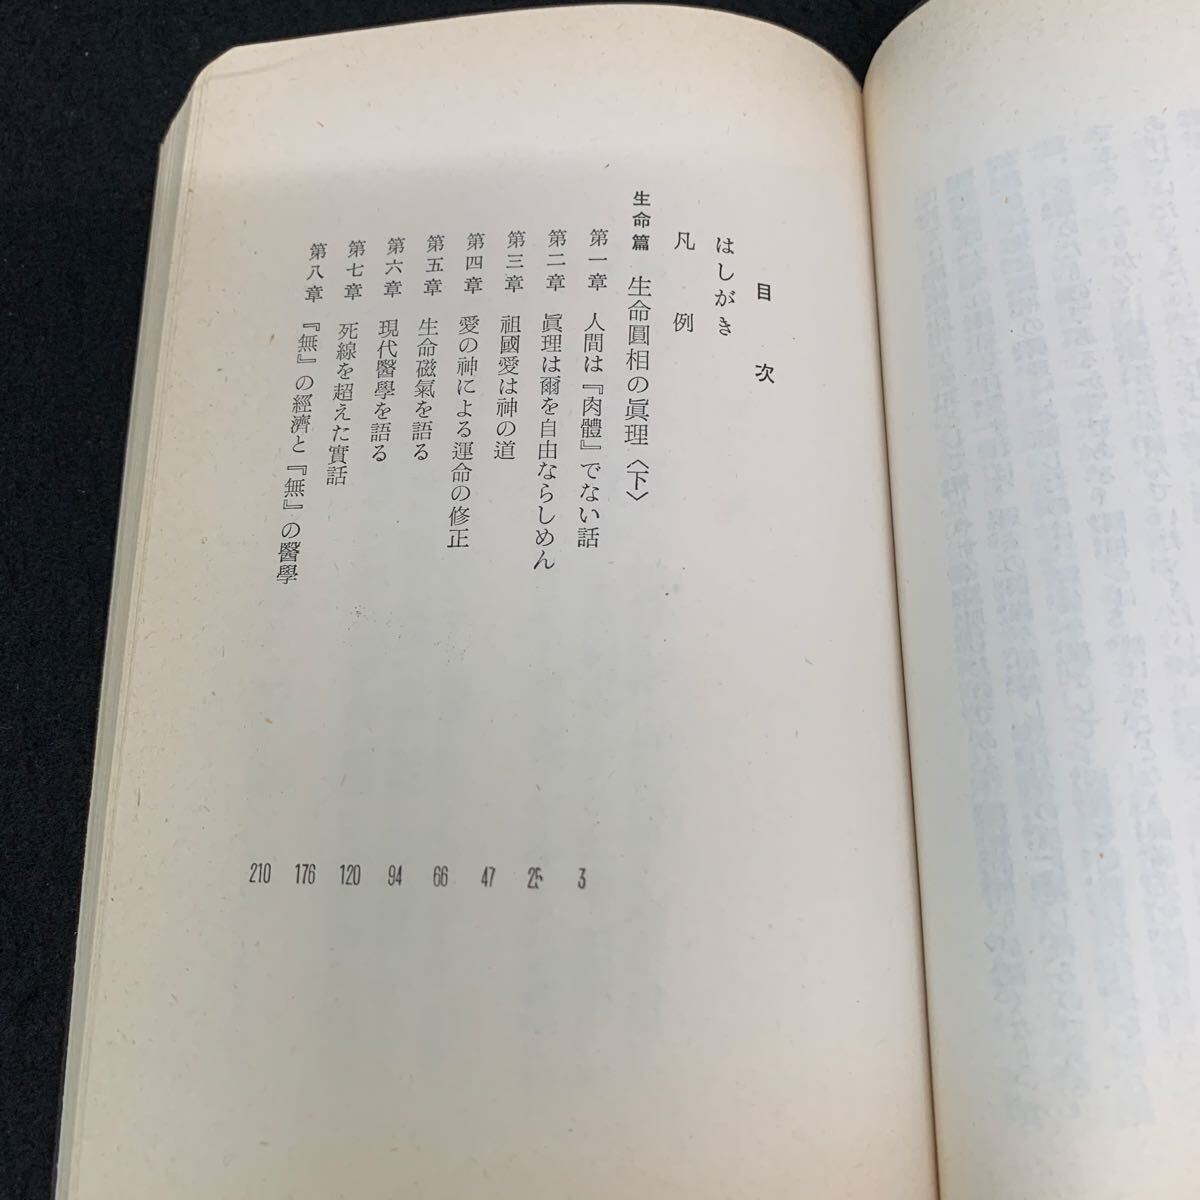 目次
はしがき
凡例
生命篇 生命圓相の眞理〈下〉
第一章 人間は『肉體』でない話 3
第二章 眞理は爾を自由ならしめん 25
第三章 祖國愛は神の道 47
第四章 愛の神による運命の修正 66
第五章 生命磁氣を語る 94
第六章 現代醫學を語る 120
第七章 死線を超えた實話 176
第八章 『無』の經濟と『無』の醫學 210